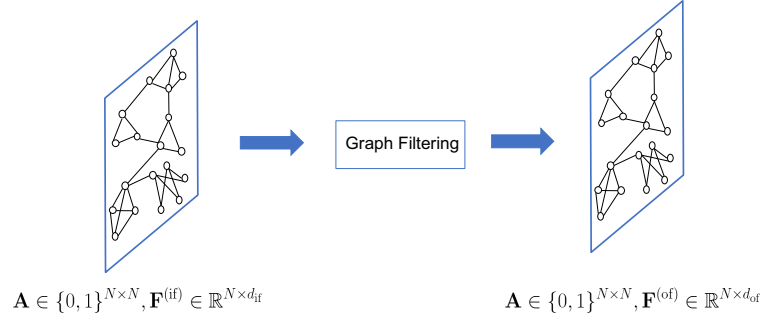 Graph Filtering
𝐀 ∈ {0, 1}^{N×N}, 𝐅^{(if)} ∈ ℝ^{N×d_{if}}
𝐀 ∈ {0, 1}^{N×N}, 𝐅^{(of)} ∈ ℝ^{N×d_{of}}